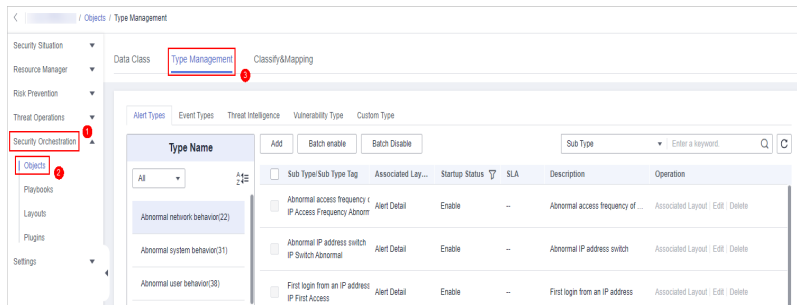 / Objects / Type Management
Security Situation
Resource Manager
Risk Prevention
Threat Operations
Security Orchestration
1
Objects
2
Playbooks
Layouts
Plugins
Settings
Data Class Type Management Classify&Mapping
3
Alert Types Event Types Threat Intelligence Vulnerability Type Custom Type
Type Name
All
Abnormal network behavior(22)
Abnormal system behavior(31)
Abnormal user behavior(38)
Add Batch enable Batch Disable Sub Type Enter a keyword.
Sub Type/Sub Type Tag Associated Lay... Startup Status SLA Description Operation
Abnormal access frequency
IP Access Frequency Abnorm
Alert Detail Enable -- Abnormal access frequency of ... Associated Layout Edit Delete
Abnormal IP address switch
IP Switch Abnormal
Alert Detail Enable -- Abnormal IP address switch Associated Layout Edit Delete
First login from an IP address
IP First Access
Alert Detail Enable -- First login from an IP address Associated Layout Edit Delete